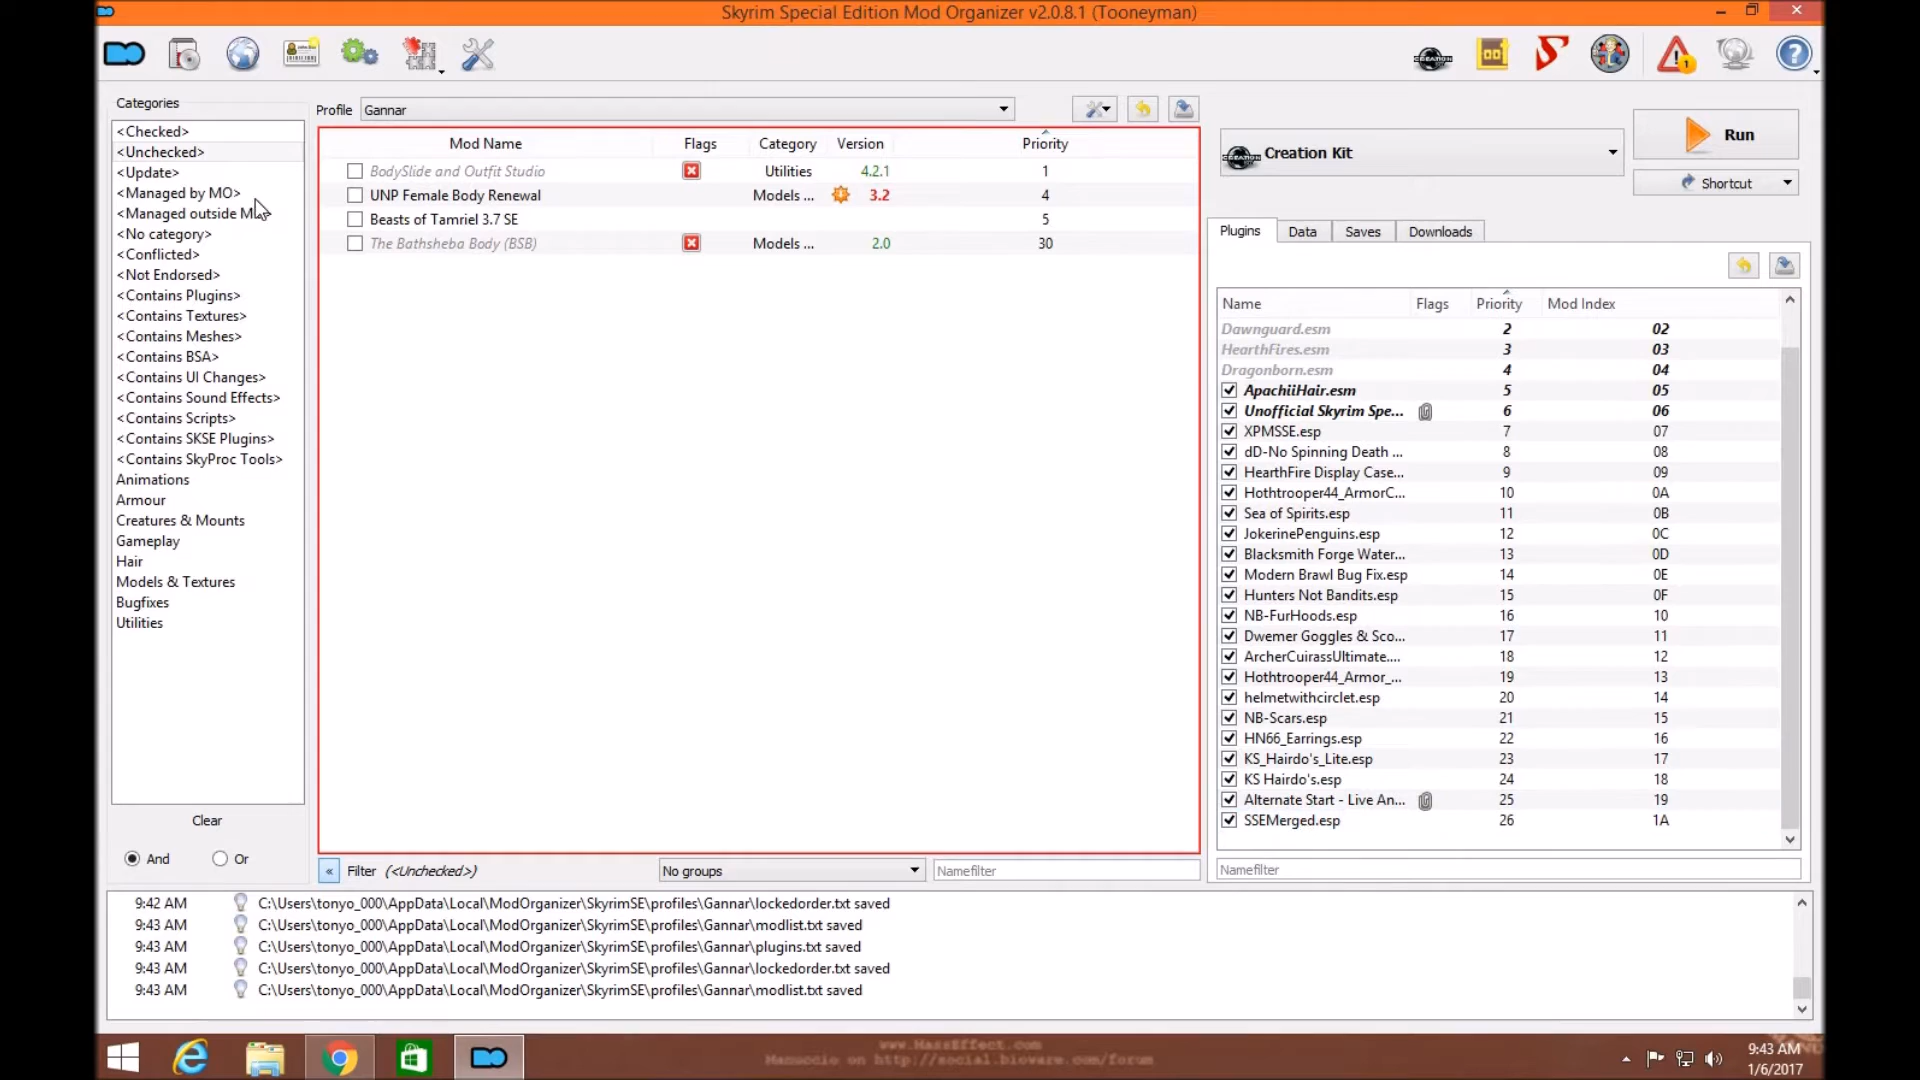 Skyrim Special Edition Mod Organizer v2.0.8.1 (Tooneyman)
Categories
<Checked>
<Unchecked>
<Update>
<Managed by MO>
<Managed outside M
<No category>
<Conflicted>
<Not Endorsed>
<Contains Plugins>
<Contains Textures>
<Contains Meshes>
<Contains BSA>
<Contains UI Changes>
<Contains Sound Effects>
<Contains Scripts>
<Contains SKSE Plugins>
<Contains SkyProc Tools>
Animations
Armour
Creatures & Mounts
Gameplay
Hair
Models & Textures
Bugfixes
Utilities
Clear
And Or
Profile Gannar
Mod Name Flags Category Version Priority
BodySlide and Outfit Studio Utilities 4.2.1 1
UNP Female Body Renewal Models ... 3.2 4
Beasts of Tamriel 3.7 SE 5
The Bathsheba Body (BSB) Models ... 2.0 30
« Filter (<Unchecked>) No groups Namefilter
CREATION
1
?
Creation Kit
Run
Shortcut
Plugins Data Saves Downloads
Name Flags Priority Mod Index
Dawnguard.esm 2 02
HearthFires.esm 3 03
Dragonborn.esm 4 04
ApachiiHair.esm 5 05
Unofficial Skyrim Spe... 6 06
XPMSSE.esp 7 07
dD-No Spinning Death ... 8 08
HearthFire Display Case... 9 09
Hothtrooper44_ArmorC... 10 0A
Sea of Spirits.esp 11 0B
JokerinePenguins.esp 12 0C
Blacksmith Forge Water... 13 0D
Modern Brawl Bug Fix.esp 14 0E
Hunters Not Bandits.esp 15 0F
NB-FurHoods.esp 16 10
Dwemer Goggles & Sco... 17 11
ArcherCuirassUltimate.... 18 12
Hothtrooper44_Armor_... 19 13
helmetwithcirclet.esp 20 14
NB-Scars.esp 21 15
HN66_Earrings.esp 22 16
KS_Hairdo's_Lite.esp 23 17
KS Hairdo's.esp 24 18
Alternate Start - Live An... 25 19
SSEMerged.esp 26 1A
Namefilter
9:42 AM C:\Users\tonyo_000\AppData\Local\ModOrganizer\SkyrimSE\profiles\Gannar\lockedorder.txt saved
9:43 AM C:\Users\tonyo_000\AppData\Local\ModOrganizer\SkyrimSE\profiles\Gannar\modlist.txt saved
9:43 AM C:\Users\tonyo_000\AppData\Local\ModOrganizer\SkyrimSE\profiles\Gannar\plugins.txt saved
9:43 AM C:\Users\tonyo_000\AppData\Local\ModOrganizer\SkyrimSE\profiles\Gannar\lockedorder.txt saved
9:43 AM C:\Users\tonyo_000\AppData\Local\ModOrganizer\SkyrimSE\profiles\Gannar\modlist.txt saved
www.MassEffect.com
Manuccio on http://social.bioware.com/forum
9:43 AM
1/6/2017